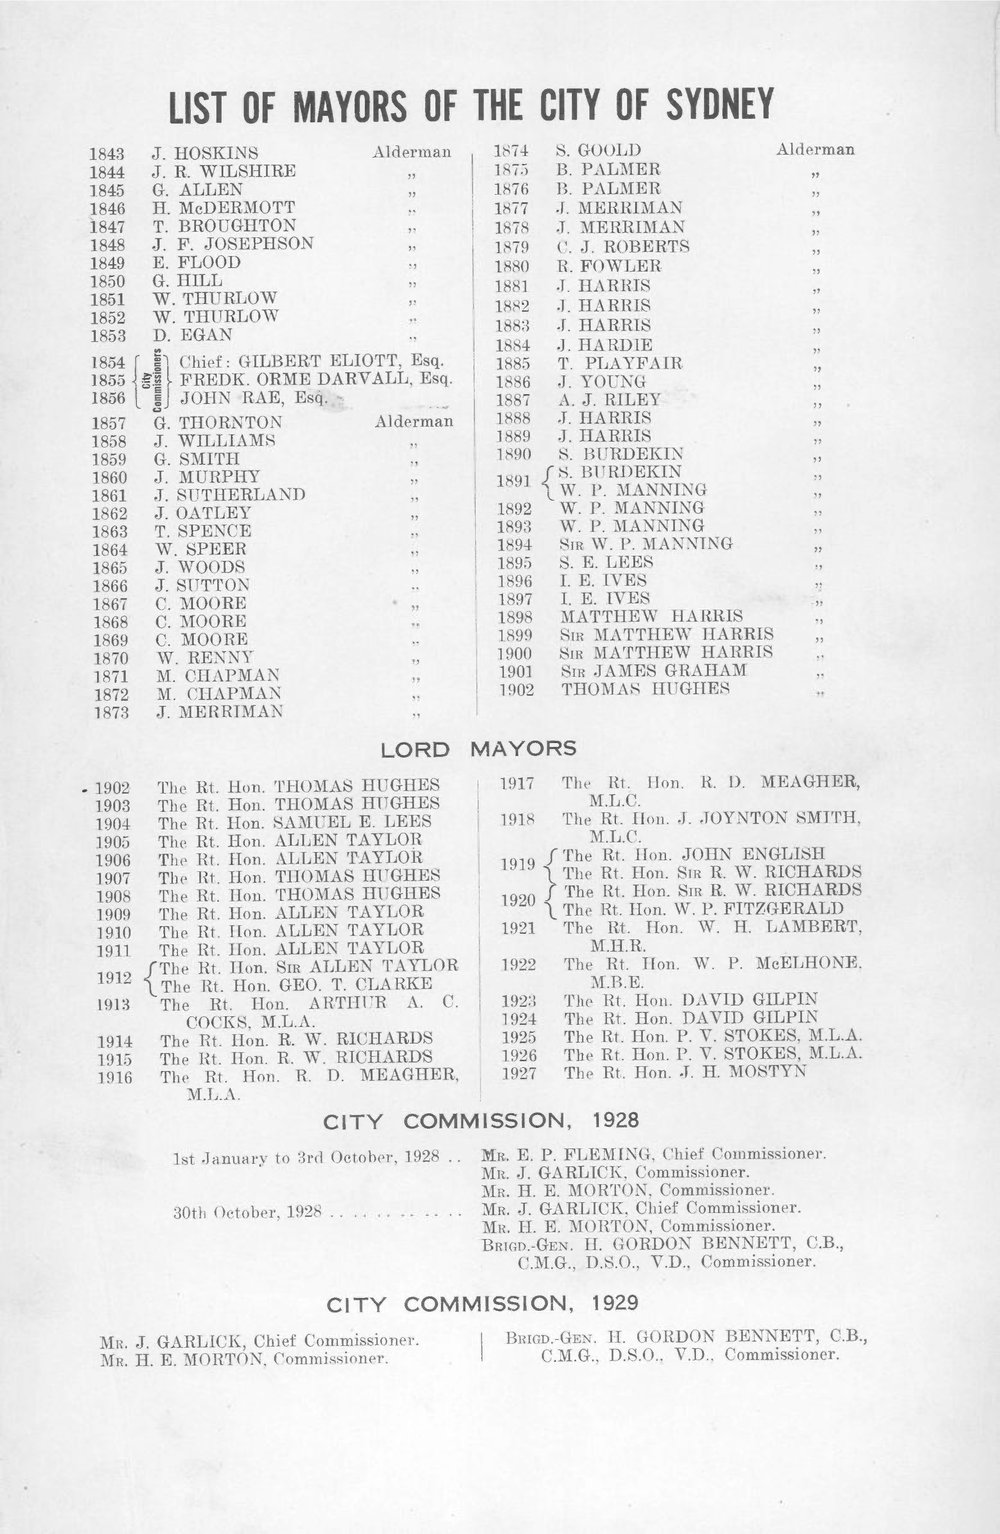 LIST OF MAYORS OF THE CITY OF SYDNEY
1843 J. HOSKINS Alderman
1844 J. R. WILSHIRE ,,
1845 G. ALLEN ,,
1846 H. McDERMOTT ,,
1847 T. BROUGHTON ,,
1848 J. F. JOSEPHSON ,,
1849 E. FLOOD ,,
1850 G. HILL ,,
1851 W. THURLOW ,,
1852 W. THURLOW ,,
1853 D. EGAN ,,
City Commissioners
1854 Chief: GILBERT ELIOTT, Esq.
1855 FREDK. ORME DARVALL, Esq.
1856 JOHN RAE, Esq.
1857 G. THORNTON Alderman
1858 J. WILLIAMS ,,
1859 G. SMITH ,,
1860 J. MURPHY ,,
1861 J. SUTHERLAND ,,
1862 J. OATLEY ,,
1863 T. SPENCE ,,
1864 W. SPEER ,,
1865 J. WOODS ,,
1866 J. SUTTON ,,
1867 C. MOORE ,,
1868 C. MOORE ,,
1869 C. MOORE ,,
1870 W. RENNY ,,
1871 M. CHAPMAN ,,
1872 M. CHAPMAN ,,
1873 J. MERRIMAN ,,
1874 S. GOOLD Alderman
1875 B. PALMER ,,
1876 B. PALMER ,,
1877 J. MERRIMAN ,,
1878 J. MERRIMAN ,,
1879 C. J. ROBERTS ,,
1880 R. FOWLER ,,
1881 J. HARRIS ,,
1882 J. HARRIS ,,
1883 J. HARRIS ,,
1884 J. HARDIE ,,
1885 T. PLAYFAIR ,,
1886 J. YOUNG ,,
1887 A. J. RILEY ,,
1888 J. HARRIS ,,
1889 J. HARRIS ,,
1890 S. BURDEKIN ,,
1891 S. BURDEKIN ,,
W. P. MANNING ,,
1892 W. P. MANNING ,,
1893 W. P. MANNING ,,
1894 SIR W. P. MANNING ,,
1895 S. E. LEES ,,
1896 I. E. IVES ,,
1897 I. E. IVES ,,
1898 MATTHEW HARRIS ,,
1899 SIR MATTHEW HARRIS ,,
1900 SIR MATTHEW HARRIS ,,
1901 SIR JAMES GRAHAM ,,
1902 THOMAS HUGHES ,,
LORD MAYORS
1902 The Rt. Hon. THOMAS HUGHES
1903 The Rt. Hon. THOMAS HUGHES
1904 The Rt. Hon. SAMUEL E. LEES
1905 The Rt. Hon. ALLEN TAYLOR
1906 The Rt. Hon. ALLEN TAYLOR
1907 The Rt. Hon. THOMAS HUGHES
1908 The Rt. Hon. THOMAS HUGHES
1909 The Rt. Hon. ALLEN TAYLOR
1910 The Rt. Hon. ALLEN TAYLOR
1911 The Rt. Hon. ALLEN TAYLOR
1912 The Rt. Hon. SIR ALLEN TAYLOR
The Rt. Hon. GEO. T. CLARKE
1913 The Rt. Hon. ARTHUR A. C.
COCKS, M.L.A.
1914 The Rt. Hon. R. W. RICHARDS
1915 The Rt. Hon. R. W. RICHARDS
1916 The Rt. Hon. R. D. MEAGHER,
M.L.A.
1917 The Rt. Hon. R. D. MEAGHER,
M.L.C.
1918 The Rt. Hon. J. JOYNTON SMITH,
M.L.C.
1919 The Rt. Hon. JOHN ENGLISH
The Rt. Hon. SIR R. W. RICHARDS
1920 The Rt. Hon. SIR R. W. RICHARDS
The Rt. Hon. W. P. FITZGERALD
1921 The Rt. Hon. W. H. LAMBERT,
M.H.R.
1922 The Rt. Hon. W. P. McELHONE,
M.B.E.
1923 The Rt. Hon. DAVID GILPIN
1924 The Rt. Hon. DAVID GILPIN
1925 The Rt. Hon. P. V. STOKES, M.L.A.
1926 The Rt. Hon. P. V. STOKES, M.L.A.
1927 The Rt. Hon. J. H. MOSTYN
CITY COMMISSION, 1928
1st January to 3rd October, 1928 .. MR. E. P. FLEMING, Chief Commissioner.
MR. J. GARLICK, Commissioner.
MR. H. E. MORTON, Commissioner.
30th October, 1928 .. .. .. .. .. .. MR. J. GARLICK, Chief Commissioner.
MR. H. E. MORTON, Commissioner.
BRIGD.-GEN. H. GORDON BENNETT, C.B.,
C.M.G., D.S.O., V.D., Commissioner.
CITY COMMISSION, 1929
MR. J. GARLICK, Chief Commissioner.
MR. H. E. MORTON, Commissioner.
BRIGD.-GEN. H. GORDON BENNETT, C.B.,
C.M.G., D.S.O., V.D., Commissioner.